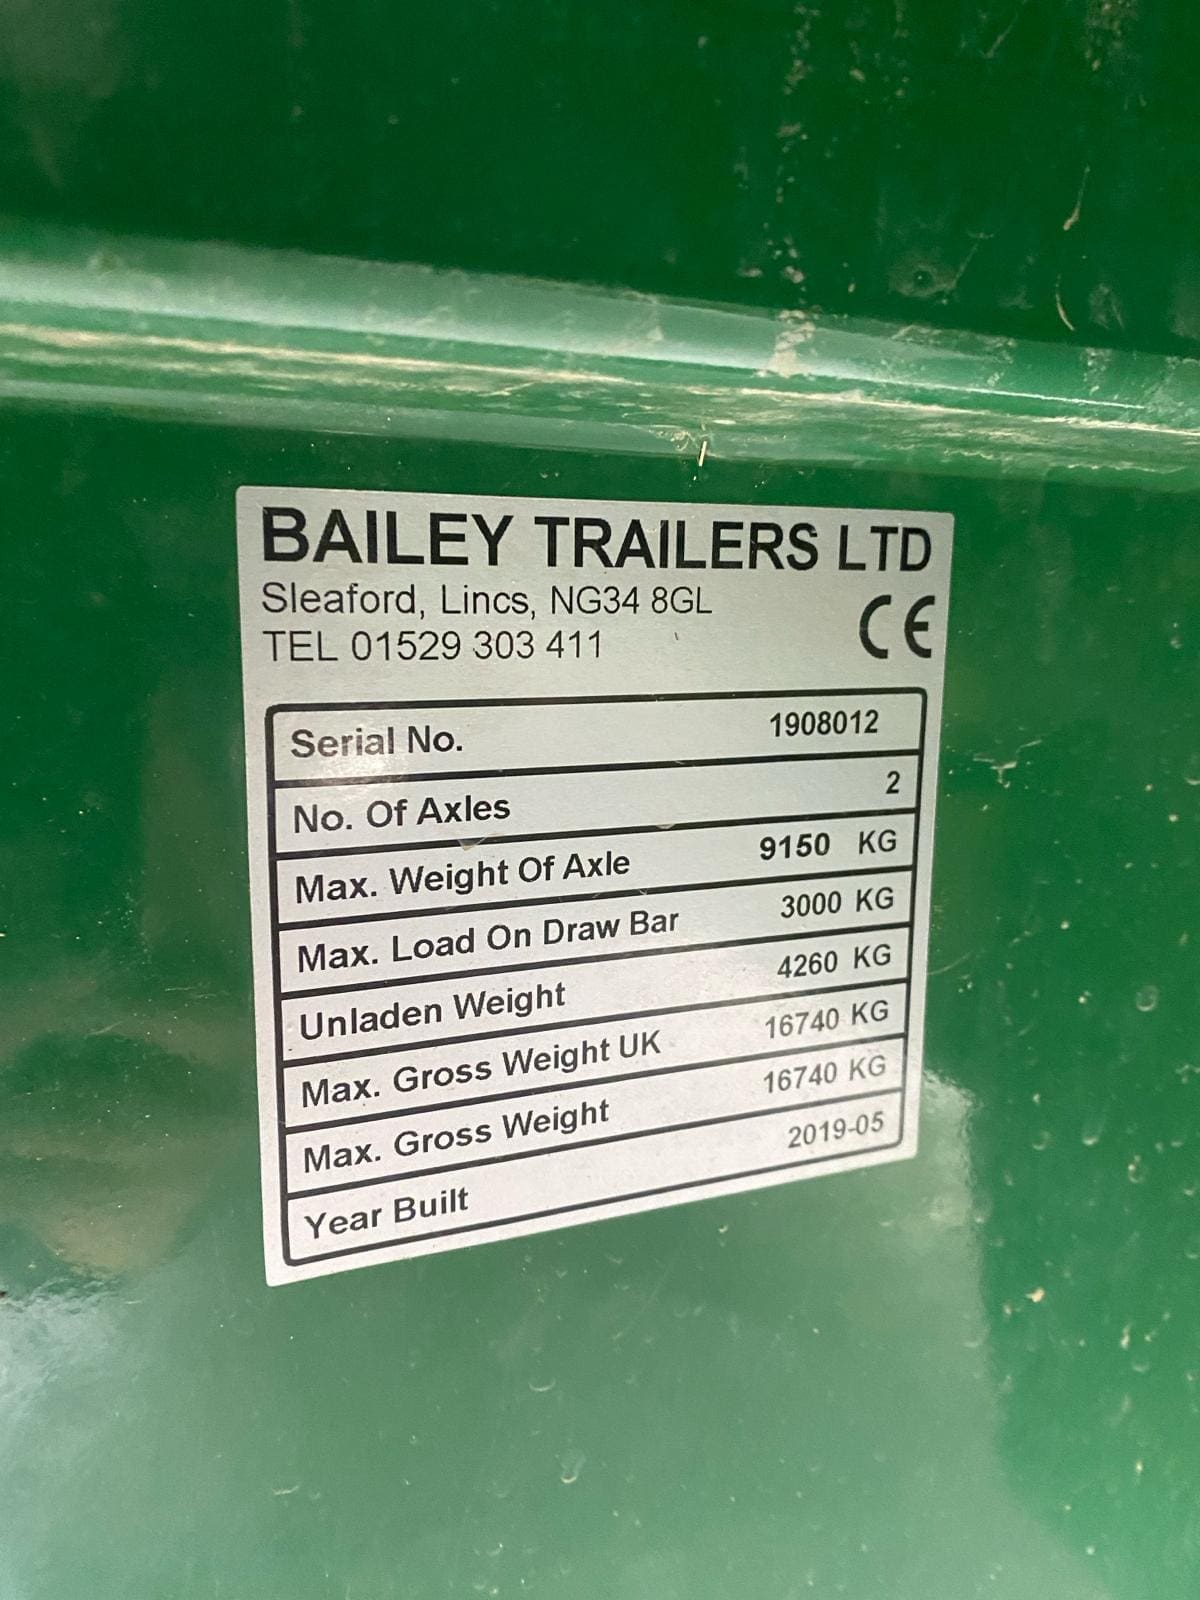 BAILEY TRAILERS LTD
Sleaford, Lincs, NG34 8GL
TEL 01529 303 411
CE
Serial No. 1908012
No. Of Axles 2
Max. Weight Of Axle 9150 KG
Max. Load On Draw Bar 3000 KG
Unladen Weight 4260 KG
Max. Gross Weight UK 16740 KG
Max. Gross Weight 16740 KG
Year Built 2019-05